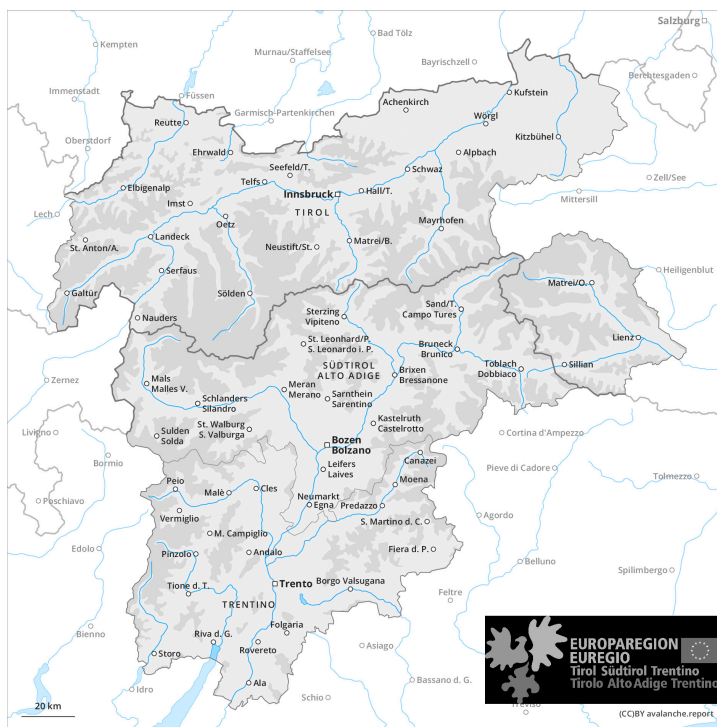 Salzburg
Kempten
Bad Tölz
Murnau/Staffelsee
Bayrischzell
Berchtesgaden
Immenstadt
Füssen
Kufstein
Achenkirch
Garmisch-Partenkirchen
Reutte
Wörgl
Oberstdorf
Kitzbühel
Ehrwald
Alpbach
Seefeld/T.
Schwaz
Zell/See
Telfs
Elbigenalp
Innsbruck
Hall/T.
Mittersill
Imst
TIROL
Lech
Oetz
Mayrhofen
Landeck
Matrei/B.
St. Anton/A.
Neustift/St.
Serfaus
Heiligenblut
Matrei/O.
Galtür
Sölden
Sand/T.
Campo Tures
Nauders
Sterzing
Vipiteno
Lienz
St. Leonhard/P.
S. Leonardo i. P.
Bruneck
Brunico
Sillian
Toblach
Dobbiaco
SÜDTIROL
ALTO ADIGE
Brixen
Bressanone
Zernez
Mals
Malles V.
Meran
Merano
Schlanders
Silandro
Sarnthein
Sarentino
Kastelruth
Castelrotto
St. Walburg
S. Valburga
Livigno
Sulden
Solda
Cortina d'Ampezzo
Bozen
Bolzano
Bormio
Canazei
Pieve di Cadore
Leifers
Laives
Tolmezzo
Peio
Moena
Malè
Cles
Poschiavo
Neumarkt
Egna
Predazzo
Vermiglio
Agordo
S. Martino d. C.
M. Campiglio
Edolo
Pinzolo
Andalo
Fiera d. P.
Belluno
Spilimbergo
Tione d. T.
Trento
Borgo Valsugana
Feltre
TRENTINO
Bienno
Folgaria
Riva d. G.
Rovereto
Asiago
Storo
EUROPAREGION
EUREGIO
Tirol Südtirol Trentino
Tirolo Alto Adige Trentino
Idro
Ala
Schio
Bassano d. G.
Treviso
20 km
(CC)BY avalanche.report